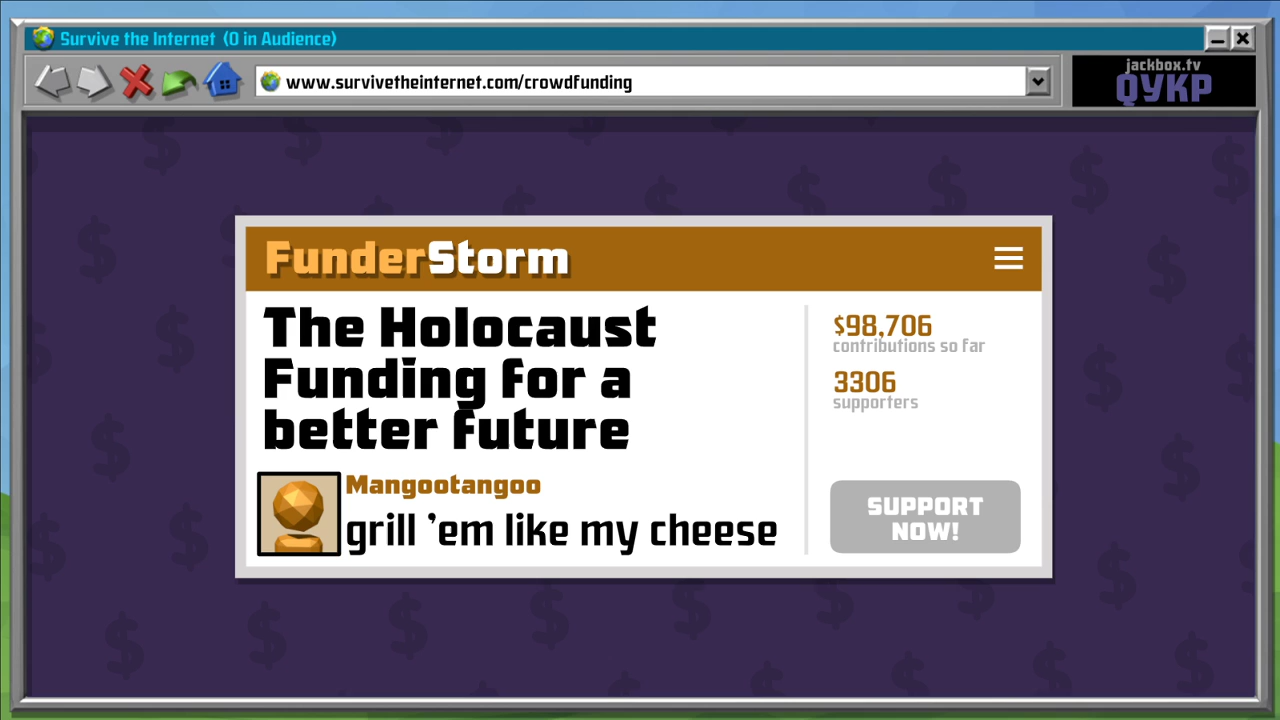 Survive the Internet (0 in Audience)
www.survivetheinternet.com/crowdfunding
jackbox.tv
QYKP
FunderStorm
The Holocaust
Funding for a
better future
Mangootangoo
grill 'em like my cheese
$98,706
contributions so far
3306
supporters
SUPPORT
NOW!